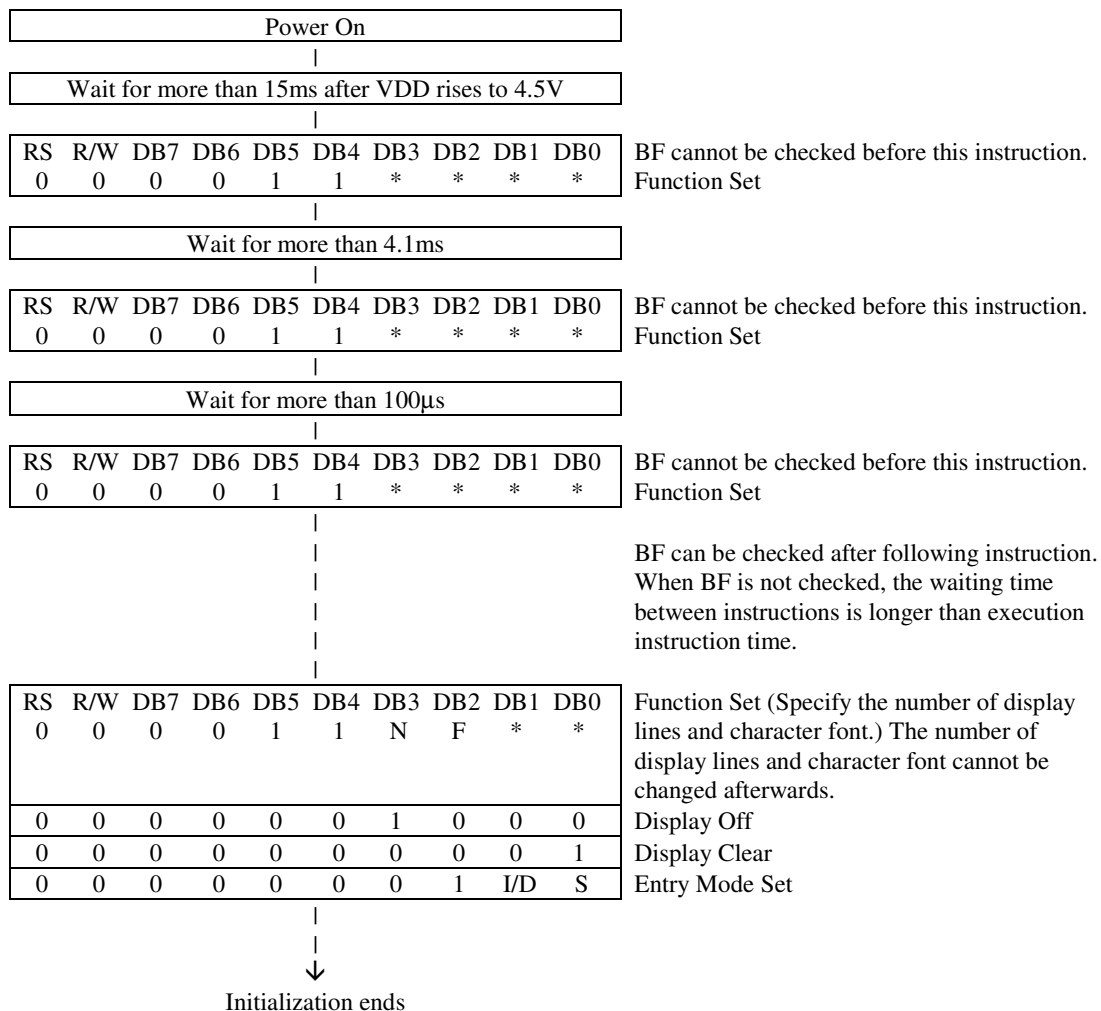 Power On
Wait for more than 15ms after VDD rises to 4.5V
RS R/W DB7 DB6 DB5 DB4 DB3 DB2 DB1 DB0 BF cannot be checked before this instruction.
0 0 0 0 1 1 * * * * Function Set
Wait for more than 4.1ms
RS R/W DB7 DB6 DB5 DB4 DB3 DB2 DB1 DB0 BF cannot be checked before this instruction.
0 0 0 0 1 1 * * * * Function Set
Wait for more than 100μs
RS R/W DB7 DB6 DB5 DB4 DB3 DB2 DB1 DB0 BF cannot be checked before this instruction.
0 0 0 0 1 1 * * * * Function Set
BF can be checked after following instruction.
When BF is not checked, the waiting time
between instructions is longer than execution
instruction time.
RS R/W DB7 DB6 DB5 DB4 DB3 DB2 DB1 DB0 Function Set (Specify the number of display
0 0 0 0 1 1 N F * * lines and character font.) The number of
display lines and character font cannot be
changed afterwards.
0 0 0 0 0 0 1 0 0 0 Display Off
0 0 0 0 0 0 0 0 0 1 Display Clear
0 0 0 0 0 0 0 1 I/D S Entry Mode Set
Initialization ends